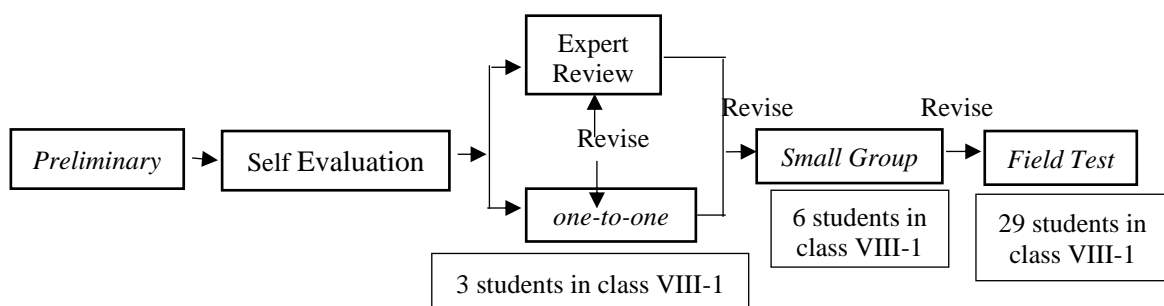 Expert
Review
Revise
Revise
Revise
Preliminary
Self Evaluation
Small Group
Field Test
one-to-one
6 students in
class VIII-1
29 students in
class VIII-1
3 students in class VIII-1